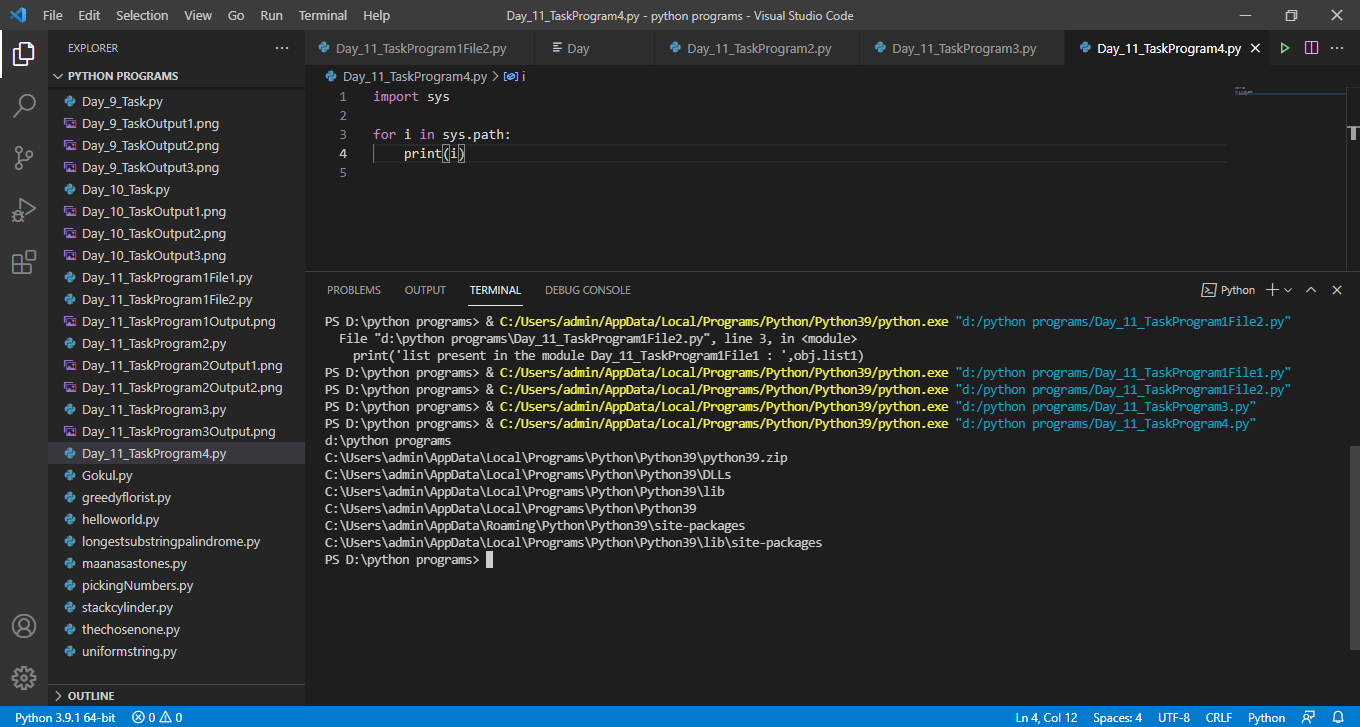 File Edit Selection View Go Run Terminal Help
Day_11_TaskProgram4.py - python programs - Visual Studio Code
EXPLORER
PYTHON PROGRAMS
Day_9_Task.py
Day_9_TaskOutput1.png
Day_9_TaskOutput2.png
Day_9_TaskOutput3.png
Day_10_Task.py
Day_10_TaskOutput1.png
Day_10_TaskOutput2.png
Day_10_TaskOutput3.png
Day_11_TaskProgram1File1.py
Day_11_TaskProgram1File2.py
Day_11_TaskProgram1Output.png
Day_11_TaskProgram2.py
Day_11_TaskProgram2Output1.png
Day_11_TaskProgram2Output2.png
Day_11_TaskProgram3.py
Day_11_TaskProgram3Output.png
Day_11_TaskProgram4.py
Gokul.py
greedyflorist.py
helloworld.py
longestsubstringpalindrome.py
maanasastones.py
pickingNumbers.py
stackcylinder.py
thechosenone.py
uniformstring.py
OUTLINE
Day_11_TaskProgram1File2.py Day Day_11_TaskProgram2.py Day_11_TaskProgram3.py Day_11_TaskProgram4.py
Day_11_TaskProgram4.py > i
1 import sys
2
3 for i in sys.path:
4 print(i)
5
PROBLEMS OUTPUT TERMINAL DEBUG CONSOLE
Python
PS D:\python programs> & C:/Users/admin/AppData/Local/Programs/Python/Python39/python.exe "d:/python programs/Day_11_TaskProgram1File2.py"
File "d:\python programs\Day_11_TaskProgram1File2.py", line 3, in <module>
print('list present in the module Day_11_TaskProgram1File1 : ',obj.list1)
PS D:\python programs> & C:/Users/admin/AppData/Local/Programs/Python/Python39/python.exe "d:/python programs/Day_11_TaskProgram1File1.py"
PS D:\python programs> & C:/Users/admin/AppData/Local/Programs/Python/Python39/python.exe "d:/python programs/Day_11_TaskProgram1File2.py"
PS D:\python programs> & C:/Users/admin/AppData/Local/Programs/Python/Python39/python.exe "d:/python programs/Day_11_TaskProgram3.py"
PS D:\python programs> & C:/Users/admin/AppData/Local/Programs/Python/Python39/python.exe "d:/python programs/Day_11_TaskProgram4.py"
d:\python programs
C:\Users\admin\AppData\Local\Programs\Python\Python39\python39.zip
C:\Users\admin\AppData\Local\Programs\Python\Python39\DLLs
C:\Users\admin\AppData\Local\Programs\Python\Python39\lib
C:\Users\admin\AppData\Local\Programs\Python\Python39
C:\Users\admin\AppData\Roaming\Python\Python39\site-packages
C:\Users\admin\AppData\Local\Programs\Python\Python39\lib\site-packages
PS D:\python programs>
Python 3.9.1 64-bit 0 0 Ln 4, Col 12 Spaces: 4 UTF-8 CRLF Python